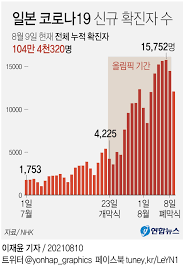 일본 코로나19 신규 확진자 수
8월 9일 현재 전체 누적 확진자
104만 4천320명
15,752명
올림픽 기간
15000
10000
4,225
5000
1,753
0
1일 23일 1일 8일
7월 개막식 8월 폐막식
자료/NHK
연합뉴스
이재윤 기자 / 20210810
트위터 @yonhap_graphics 페이스북 tuney.kr/LeYN1